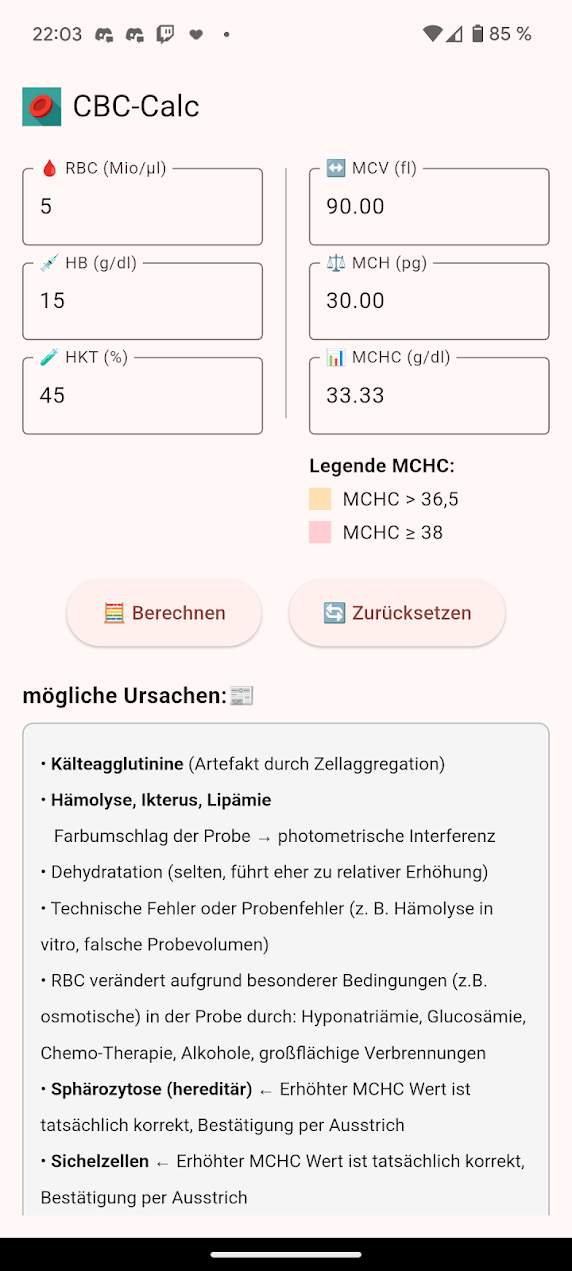 22:03 85 %
CBC-Calc
RBC (Mio/µl)
5
HB (g/dl)
15
HKT (%)
45
MCV (fl)
90.00
MCH (pg)
30.00
MCHC (g/dl)
33.33
Legende MCHC:
MCHC > 36,5
MCHC ≥ 38
Berechnen
Zurücksetzen
mögliche Ursachen:
• Kälteagglutinine (Artefakt durch Zellaggregation)
• Hämolyse, Ikterus, Lipämie
Farbumschlag der Probe → photometrische Interferenz
• Dehydratation (selten, führt eher zu relativer Erhöhung)
• Technische Fehler oder Probenfehler (z. B. Hämolyse in
vitro, falsche Probevolumen)
• RBC verändert aufgrund besonderer Bedingungen (z.B.
osmotische) in der Probe durch: Hyponatriämie, Glucosämie,
Chemo-Therapie, Alkohole, großflächige Verbrennungen
• Sphärozytose (hereditär) ← Erhöhter MCHC Wert ist
tatsächlich korrekt, Bestätigung per Ausstrich
• Sichelzellen ← Erhöhter MCHC Wert ist tatsächlich korrekt,
Bestätigung per Ausstrich